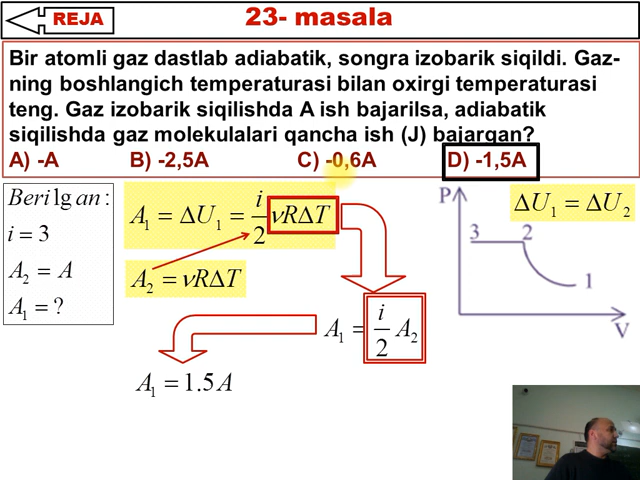 REJA
23- masala
Bir atomli gaz dastlab adiabatik, songra izobarik siqildi. Gaz-
ning boshlangich temperaturasi bilan oxirgi temperaturasi
teng. Gaz izobarik siqilishda A ish bajarilsa, adiabatik
siqilishda gaz molekulalari qancha ish (J) bajargan?
A) -A B) -2,5A C) -0,6A D) -1,5A
Berilgan:
i = 3
A₂ = A
A₁ = ?
A₁ = ΔU₁ = i/2 νRΔT
A₂ = νRΔT
A₁ = i/2 A₂
A₁ = 1.5A
ΔU₁ = ΔU₂
P
3 2
1
V